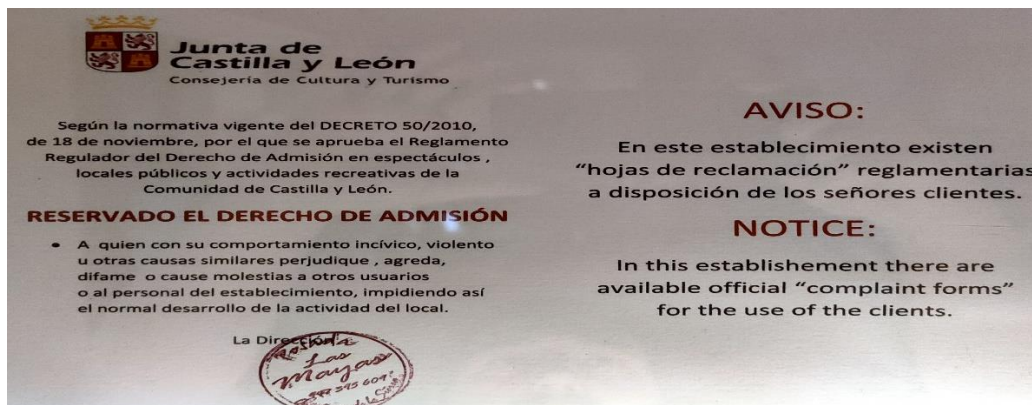 Junta de
Castilla y León
Consejería de Cultura y Turismo
Según la normativa vigente del DECRETO 50/2010,
de 18 de noviembre, por el que se aprueba el Reglamento
Regulador del Derecho de Admisión en espectáculos ,
locales públicos y actividades recreativas de la
Comunidad de Castilla y León.
RESERVADO EL DERECHO DE ADMISIÓN
• A quien con su comportamiento incívico, violento
u otras causas similares perjudique , agreda,
difame o cause molestias a otros usuarios
o al personal del establecimiento, impidiendo así
el normal desarrollo de la actividad del local.
La Dirección
Las
Mayas
AVISO:
En este establecimiento existen
“hojas de reclamación” reglamentarias
a disposición de los señores clientes.
NOTICE:
In this establishement there are
available official “complaint forms”
for the use of the clients.